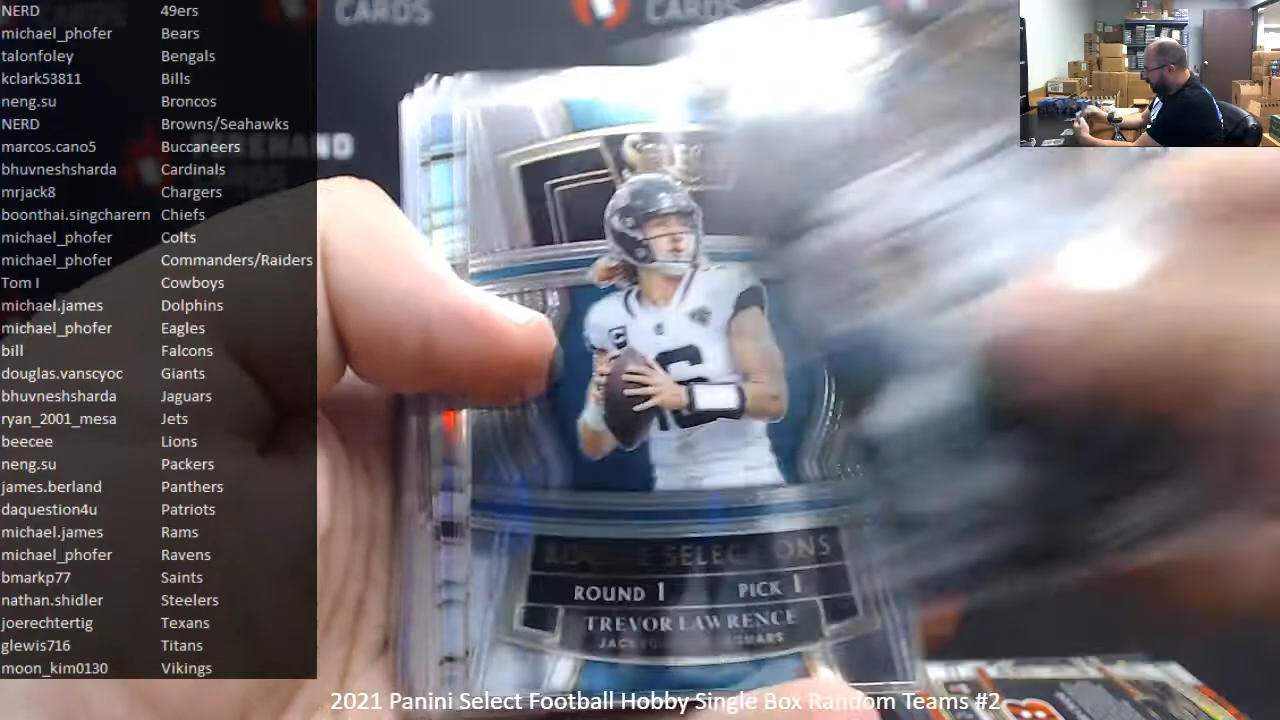 NERD 49ers
michael_phofer Bears
talonfoley Bengals
kclark53811 Bills
neng.su Broncos
NERD Browns/Seahawks
marcos.cano5 Buccaneers
bhuvneshsharda Cardinals
mrjack8 Chargers
boonthai.singcharern Chiefs
michael_phofer Colts
michael_phofer Commanders/Raiders
Tom I Cowboys
michael.james Dolphins
michael_phofer Eagles
bill Falcons
douglas.vanscyoc Giants
bhuvneshsharda Jaguars
ryan_2001_mesa Jets
beecee Lions
neng.su Packers
james.berland Panthers
daquestion4u Patriots
michael.james Rams
michael_phofer Ravens
bmarkp77 Saints
nathan.shidler Steelers
joerechtertig Texans
glewis716 Titans
moon_kim0130 Vikings
CARDS CARDS
CARDS
SELECTIONS
ROUND 1 PICK 1
TREVOR LAWRENCE
2021 Panini Select Football Hobby Single Box Random Teams #2